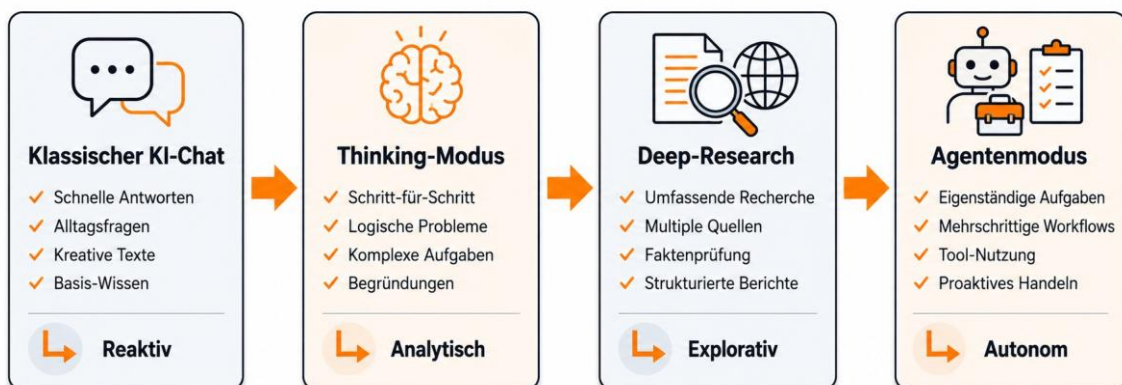 Klassischer KI-Chat
Schnelle Antworten
Alltagsfragen
Kreative Texte
Basis-Wissen
Reaktiv
Thinking-Modus
Schritt-für-Schritt
Logische Probleme
Komplexe Aufgaben
Begründungen
Analytisch
Deep-Research
Umfassende Recherche
Multiple Quellen
Faktenprüfung
Strukturierte Berichte
Explorativ
Agentenmodus
Eigenständige Aufgaben
Mehrschrittige Workflows
Tool-Nutzung
Proaktives Handeln
Autonom